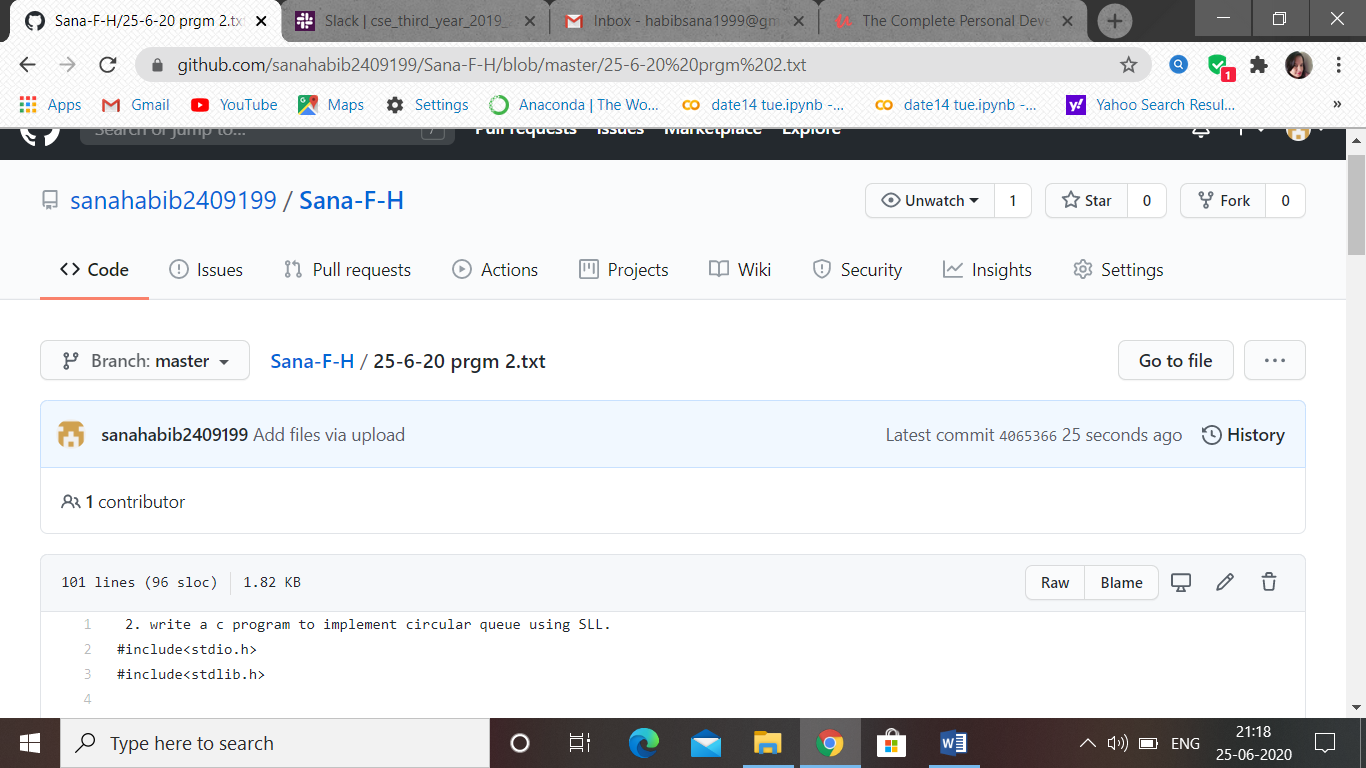 Sana-F-H/25-6-20 prgm 2.tx
Slack | cse_third_year_2019_
Inbox - habibsana1999@gm
The Complete Personal Deve
github.com/sanahabib2409199/Sana-F-H/blob/master/25-6-20%20prgm%202.txt
1
Apps
Gmail
YouTube
Maps
Settings
Anaconda | The Wo...
date14 tue.ipynb -...
date14 tue.ipynb -...
Yahoo Search Resul...
»
Search or jump to...
/
Pull requests
Issues
Marketplace
Explore
sanahabib2409199 / Sana-F-H
Unwatch
1
Star
0
Fork
0
Code
Issues
Pull requests
Actions
Projects
Wiki
Security
Insights
Settings
Branch: master
Sana-F-H / 25-6-20 prgm 2.txt
Go to file
...
sanahabib2409199 Add files via upload
Latest commit 4065366 25 seconds ago
History
1 contributor
101 lines (96 sloc)
1.82 KB
Raw
Blame
1 2. write a c program to implement circular queue using SLL.
2 #include<stdio.h>
3 #include<stdlib.h>
4
Type here to search
ENG
21:18
25-06-2020